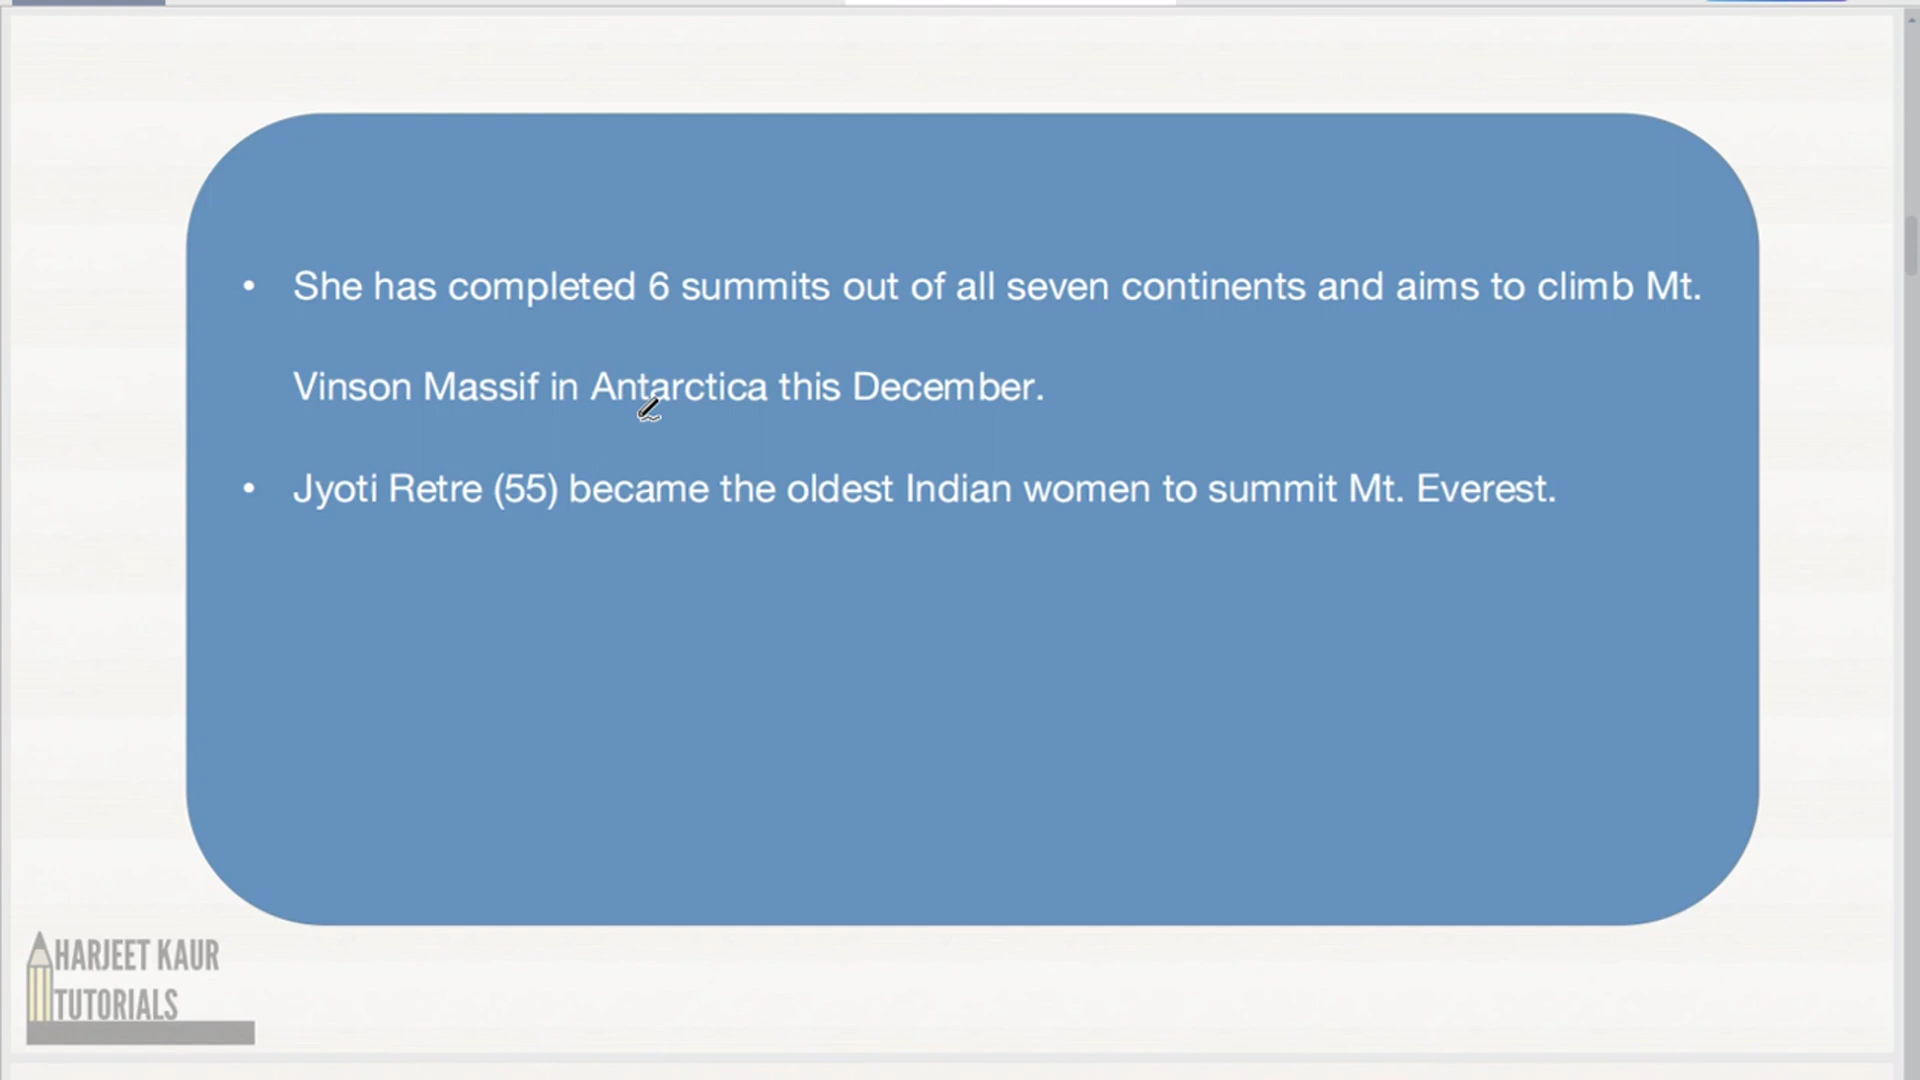 • She has completed 6 summits out of all seven continents and aims to climb Mt.
Vinson Massif in Antarctica this December.
• Jyoti Retre (55) became the oldest Indian women to summit Mt. Everest.
HARJEET KAUR
TUTORIALS